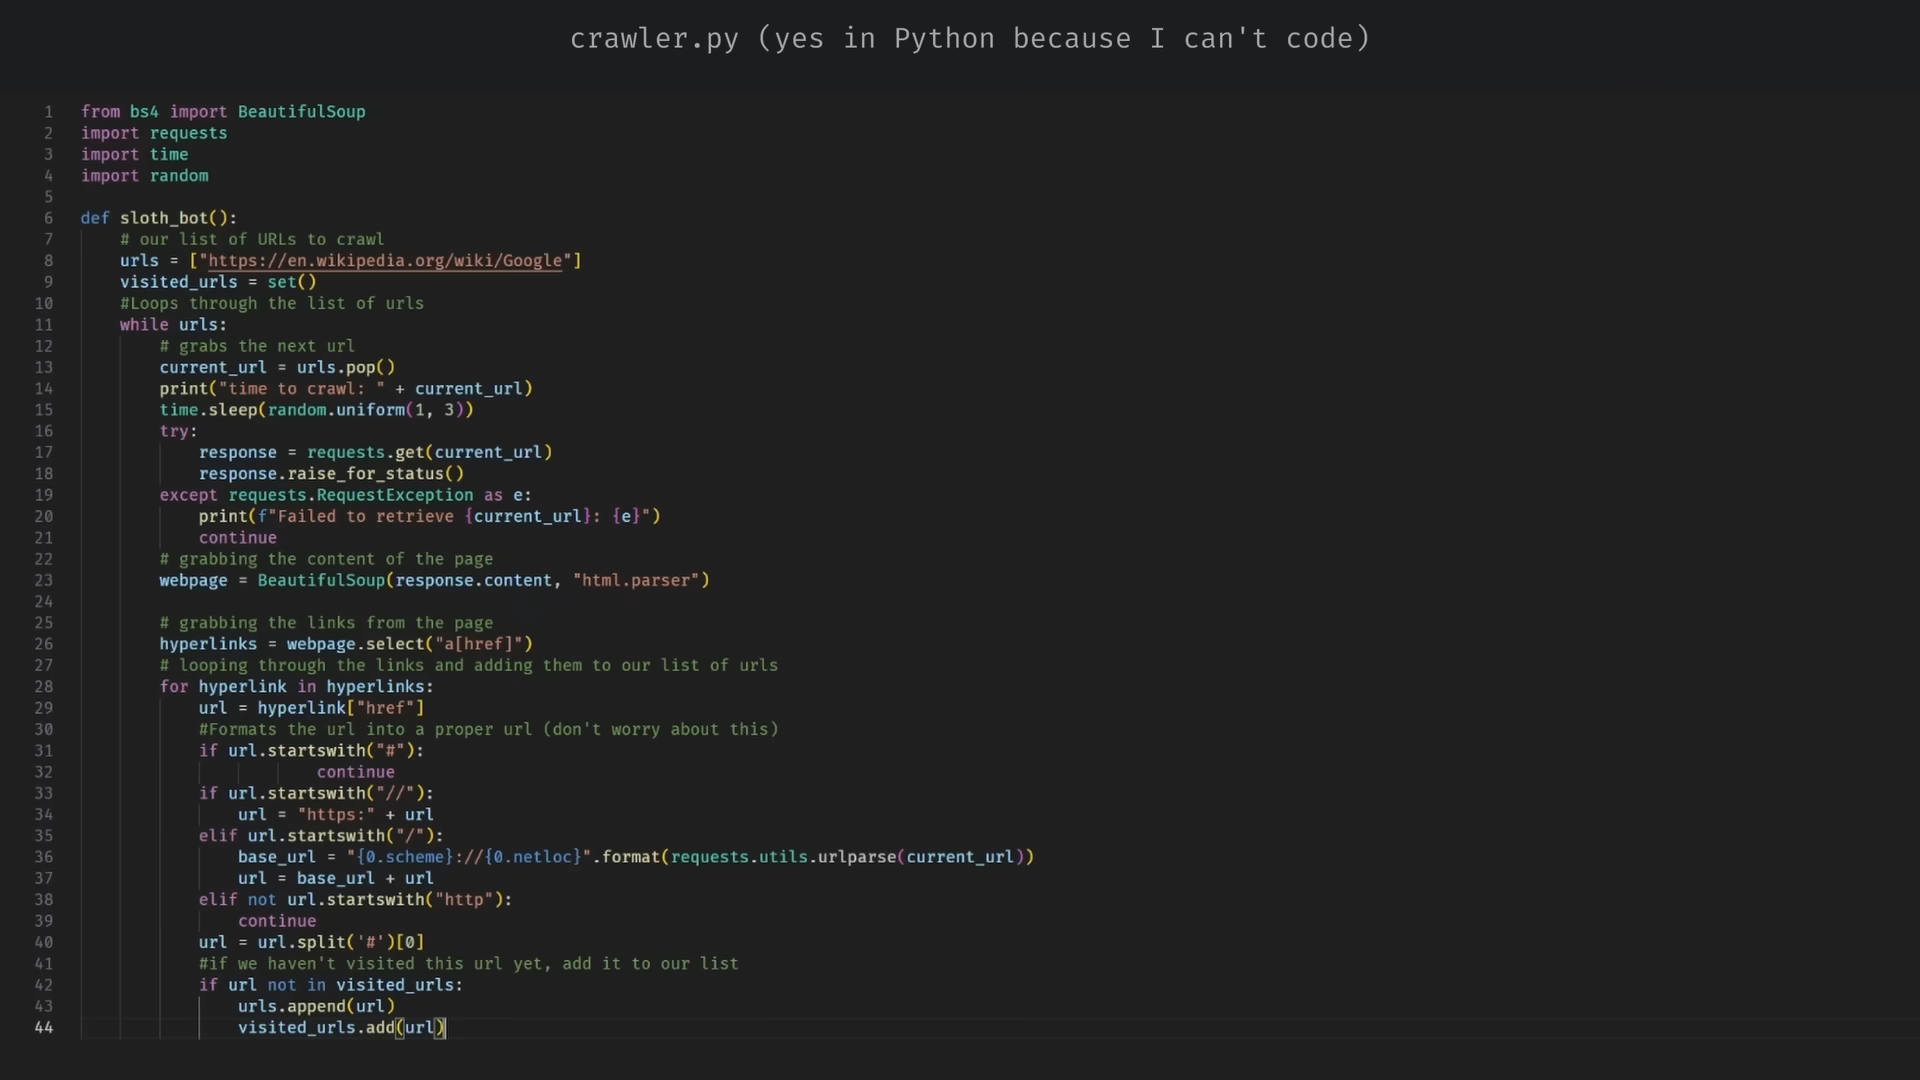 crawler.py (yes in Python because I can't code)
1 from bs4 import BeautifulSoup
2 import requests
3 import time
4 import random
5
6 def sloth_bot():
7     # our list of URLs to crawl
8     urls = ["https://en.wikipedia.org/wiki/Google"]
9     visited_urls = set()
10     #Loops through the list of urls
11     while urls:
12         # grabs the next url
13         current_url = urls.pop()
14         print("time to crawl: " + current_url)
15         time.sleep(random.uniform(1, 3))
16         try:
17             response = requests.get(current_url)
18             response.raise_for_status()
19         except requests.RequestException as e:
20             print(f"Failed to retrieve {current_url}: {e}")
21             continue
22         # grabbing the content of the page
23         webpage = BeautifulSoup(response.content, "html.parser")
24
25         # grabbing the links from the page
26         hyperlinks = webpage.select("a[href]")
27         # looping through the links and adding them to our list of urls
28         for hyperlink in hyperlinks:
29             url = hyperlink["href"]
30             #Formats the url into a proper url (don't worry about this)
31             if url.startswith("#"):
32                         continue
33             if url.startswith("//"):
34                 url = "https:" + url
35             elif url.startswith("/"):
36                 base_url = "{0.scheme}://{0.netloc}".format(requests.utils.urlparse(current_url))
37                 url = base_url + url
38             elif not url.startswith("http"):
39                 continue
40             url = url.split('#')[0]
41             #if we haven't visited this url yet, add it to our list
42             if url not in visited_urls:
43                 urls.append(url)
44                 visited_urls.add(url)